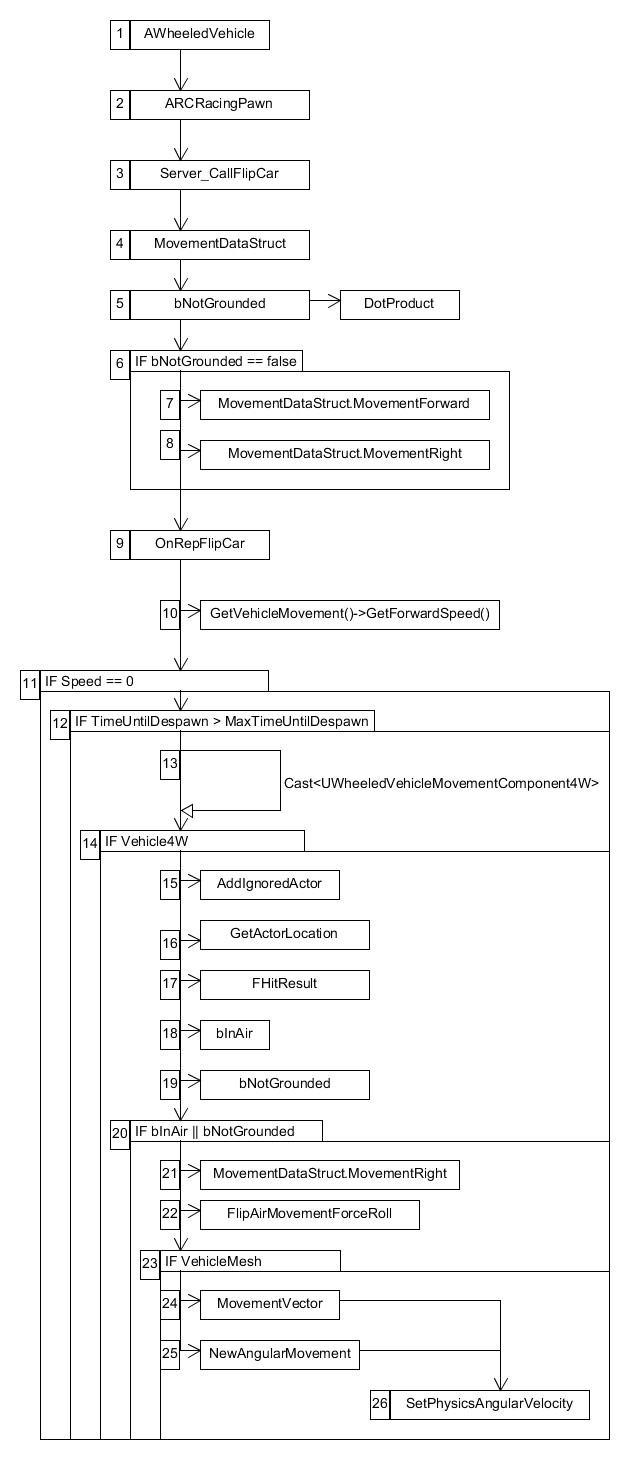 1 AWheeledVehicle
2 ARCRacingPawn
3 Server_CallFlipCar
4 MovementDataStruct
5 bNotGrounded DotProduct
6 IF bNotGrounded == false
7 MovementDataStruct.MovementForward
8 MovementDataStruct.MovementRight
9 OnRepFlipCar
10 GetVehicleMovement()->GetForwardSpeed()
11 IF Speed == 0
12 IF TimeUntilDespawn > MaxTimeUntilDespawn
13 Cast<UWheeledVehicleMovementComponent4W>
14 IF Vehicle4W
15 AddIgnoredActor
16 GetActorLocation
17 FHitResult
18 bInAir
19 bNotGrounded
20 IF bInAir || bNotGrounded
21 MovementDataStruct.MovementRight
22 FlipAirMovementForceRoll
23 IF VehicleMesh
24 MovementVector
25 NewAngularMovement
26 SetPhysicsAngularVelocity